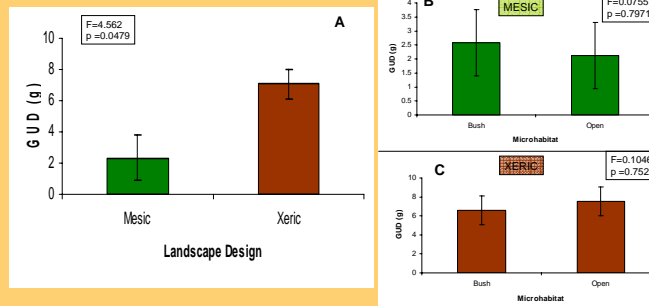 A
F=4.562
p =0.0479
10
8
6
4
2
0
GUD (g)
Mesic
Xeric
Landscape Design
B
MESIC
F=0.0755
p =0.7971
4
3.5
3
2.5
2
1.5
1
0.5
0
GUD (g)
Bush
Open
Microhabitat
C
XERIC
F=0.1046
p =0.752
10
8
6
4
2
0
GUD (g)
Bush
Open
Microhabitat